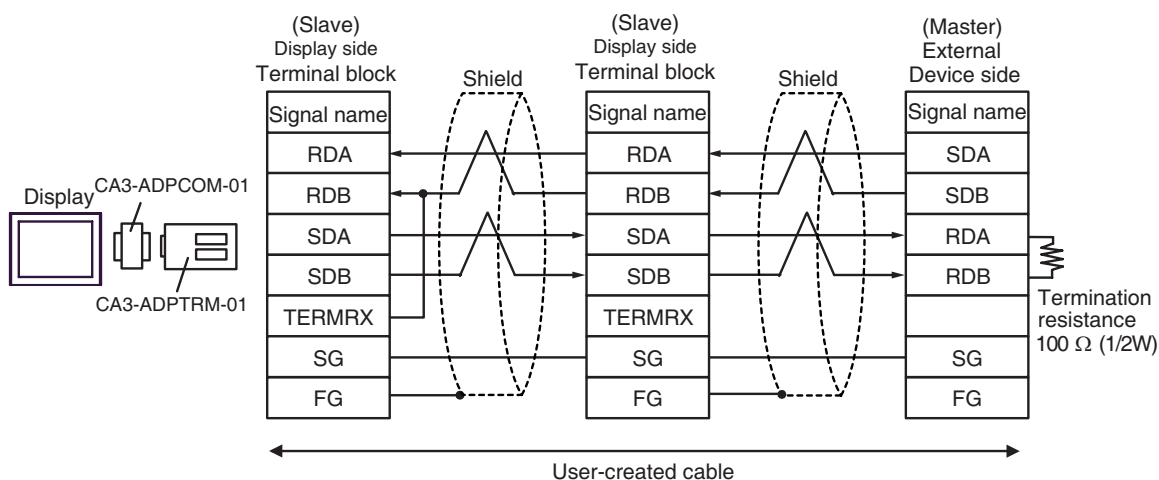 (Slave)
Display side
Terminal block
(Slave)
Display side
Terminal block
(Master)
External
Device side
Shield
Shield
Signal name
Signal name
Signal name
RDA
RDA
SDA
RDB
RDB
SDB
SDA
SDA
RDA
SDB
SDB
RDB
TERMRX
TERMRX
SG
SG
SG
FG
FG
FG
Display
CA3-ADPCOM-01
CA3-ADPTRM-01
Termination
resistance
100 Ω (1/2W)
User-created cable